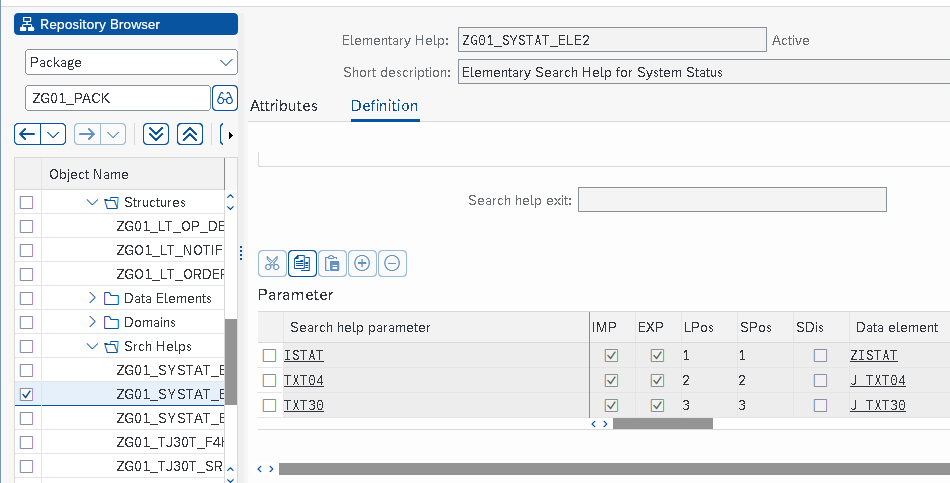 Repository Browser
Package
ZG01_PACK
Object Name
Structures
ZG01_LT_OP_DE
ZGO1_LT_NOTIF
ZGO1_LT_ORDER
Data Elements
Domains
Srch Helps
ZG01_SYSTAT_E
ZG01_SYSTAT_E
ZG01_SYSTAT_E
ZG01_TJ30T_F4H
ZG01_TJ30T_SR
Elementary Help: ZG01_SYSTAT_ELE2 Active
Short description: Elementary Search Help for System Status
Attributes Definition
Search help exit:
Parameter
Search help parameter IMP EXP LPos SPos SDis Data element
ISTAT 1 1 ZISTAT
TXT04 2 2 J_TXT04
TXT30 3 3 J_TXT30